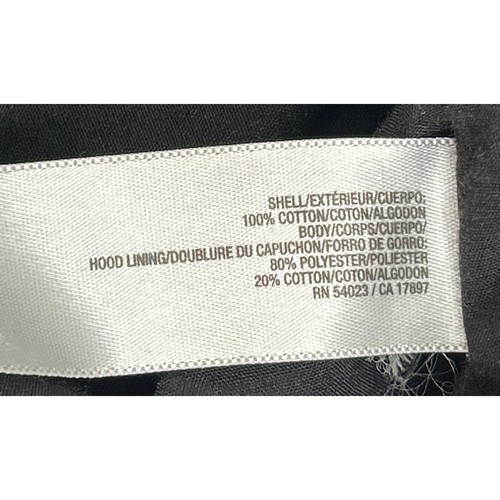 SHELL/EXTÉRIEUR/CUERPO:
100% COTTON/COTON/ALGODON
BODY/CORPS/CUERPO/
HOOD LINING/DOUBLURE DU CAPUCHON/FORRO DE GORRO:
80% POLYESTER/POLIESTER
20% COTTON/COTON/ALGODON
RN 54023 / CA 17897